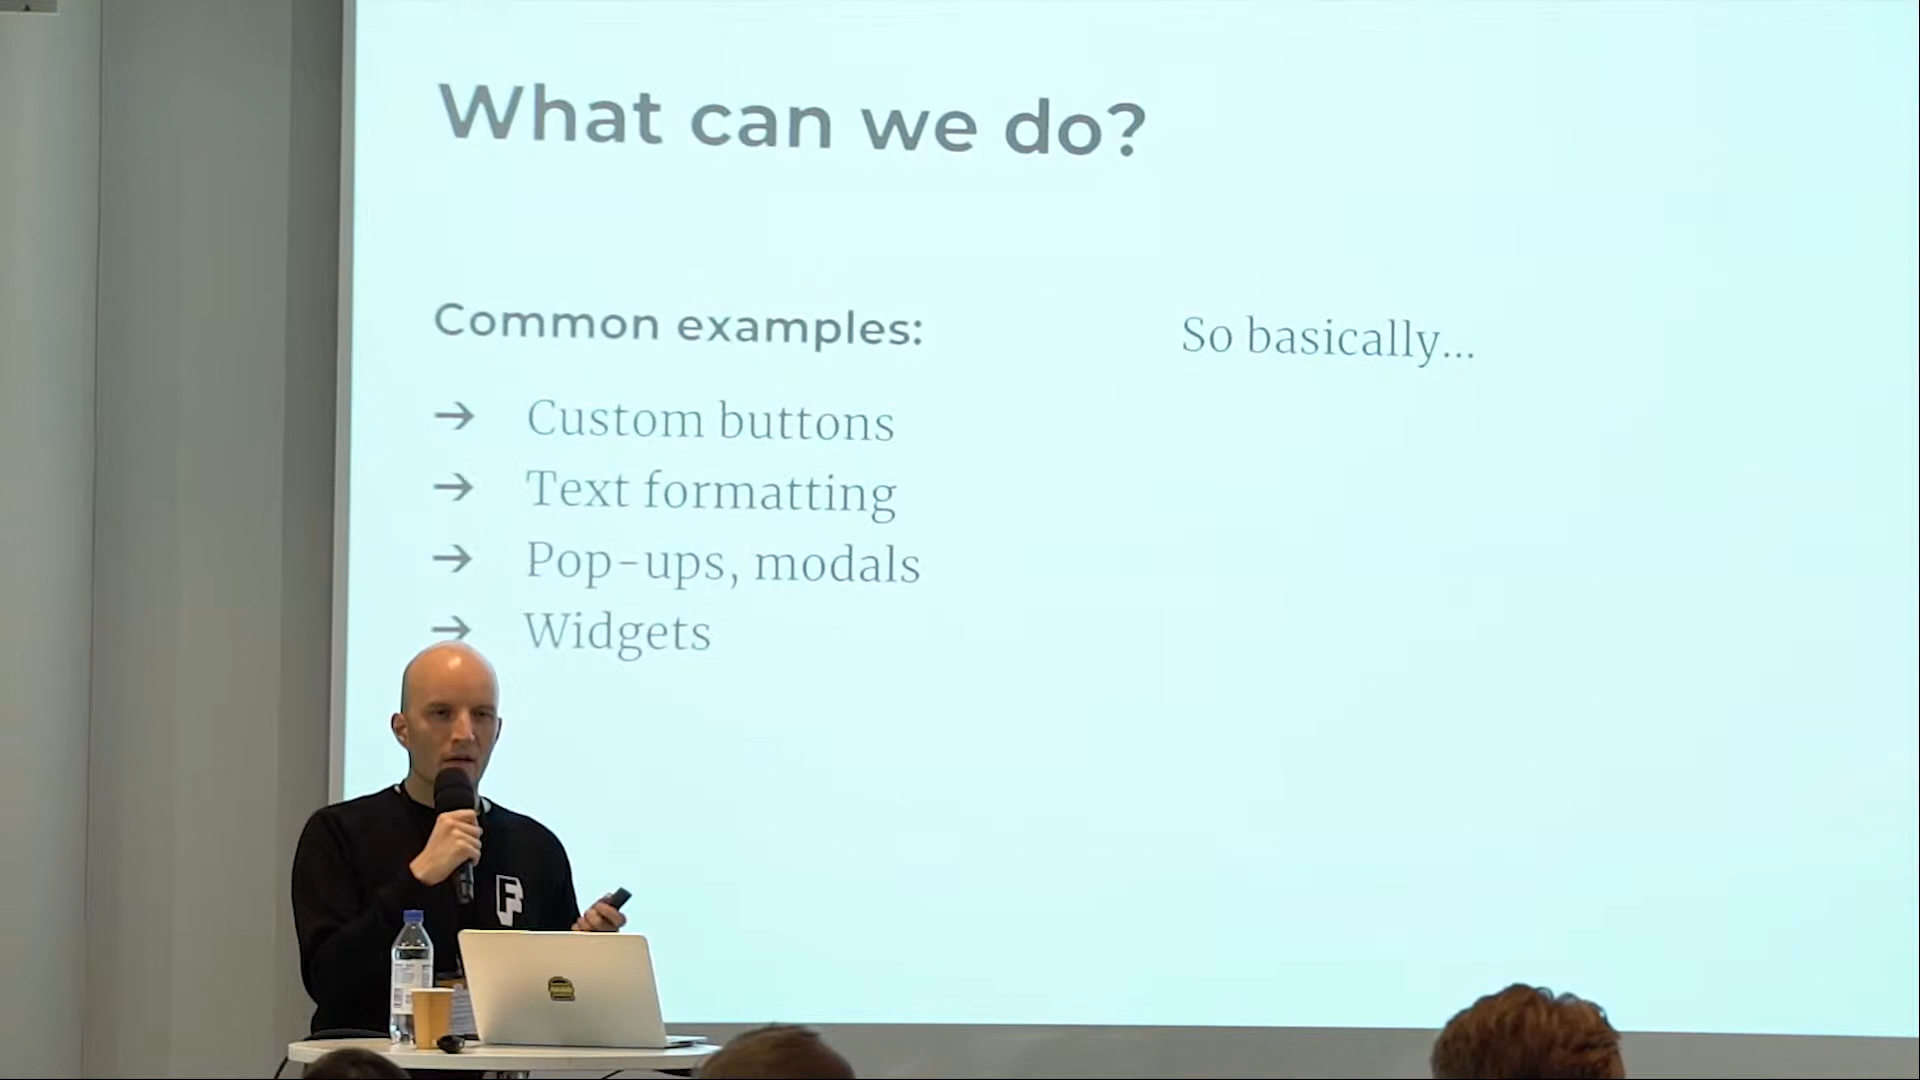 What can we do?
Common examples:
→ Custom buttons
→ Text formatting
→ Pop-ups, modals
→ Widgets
So basically...
F